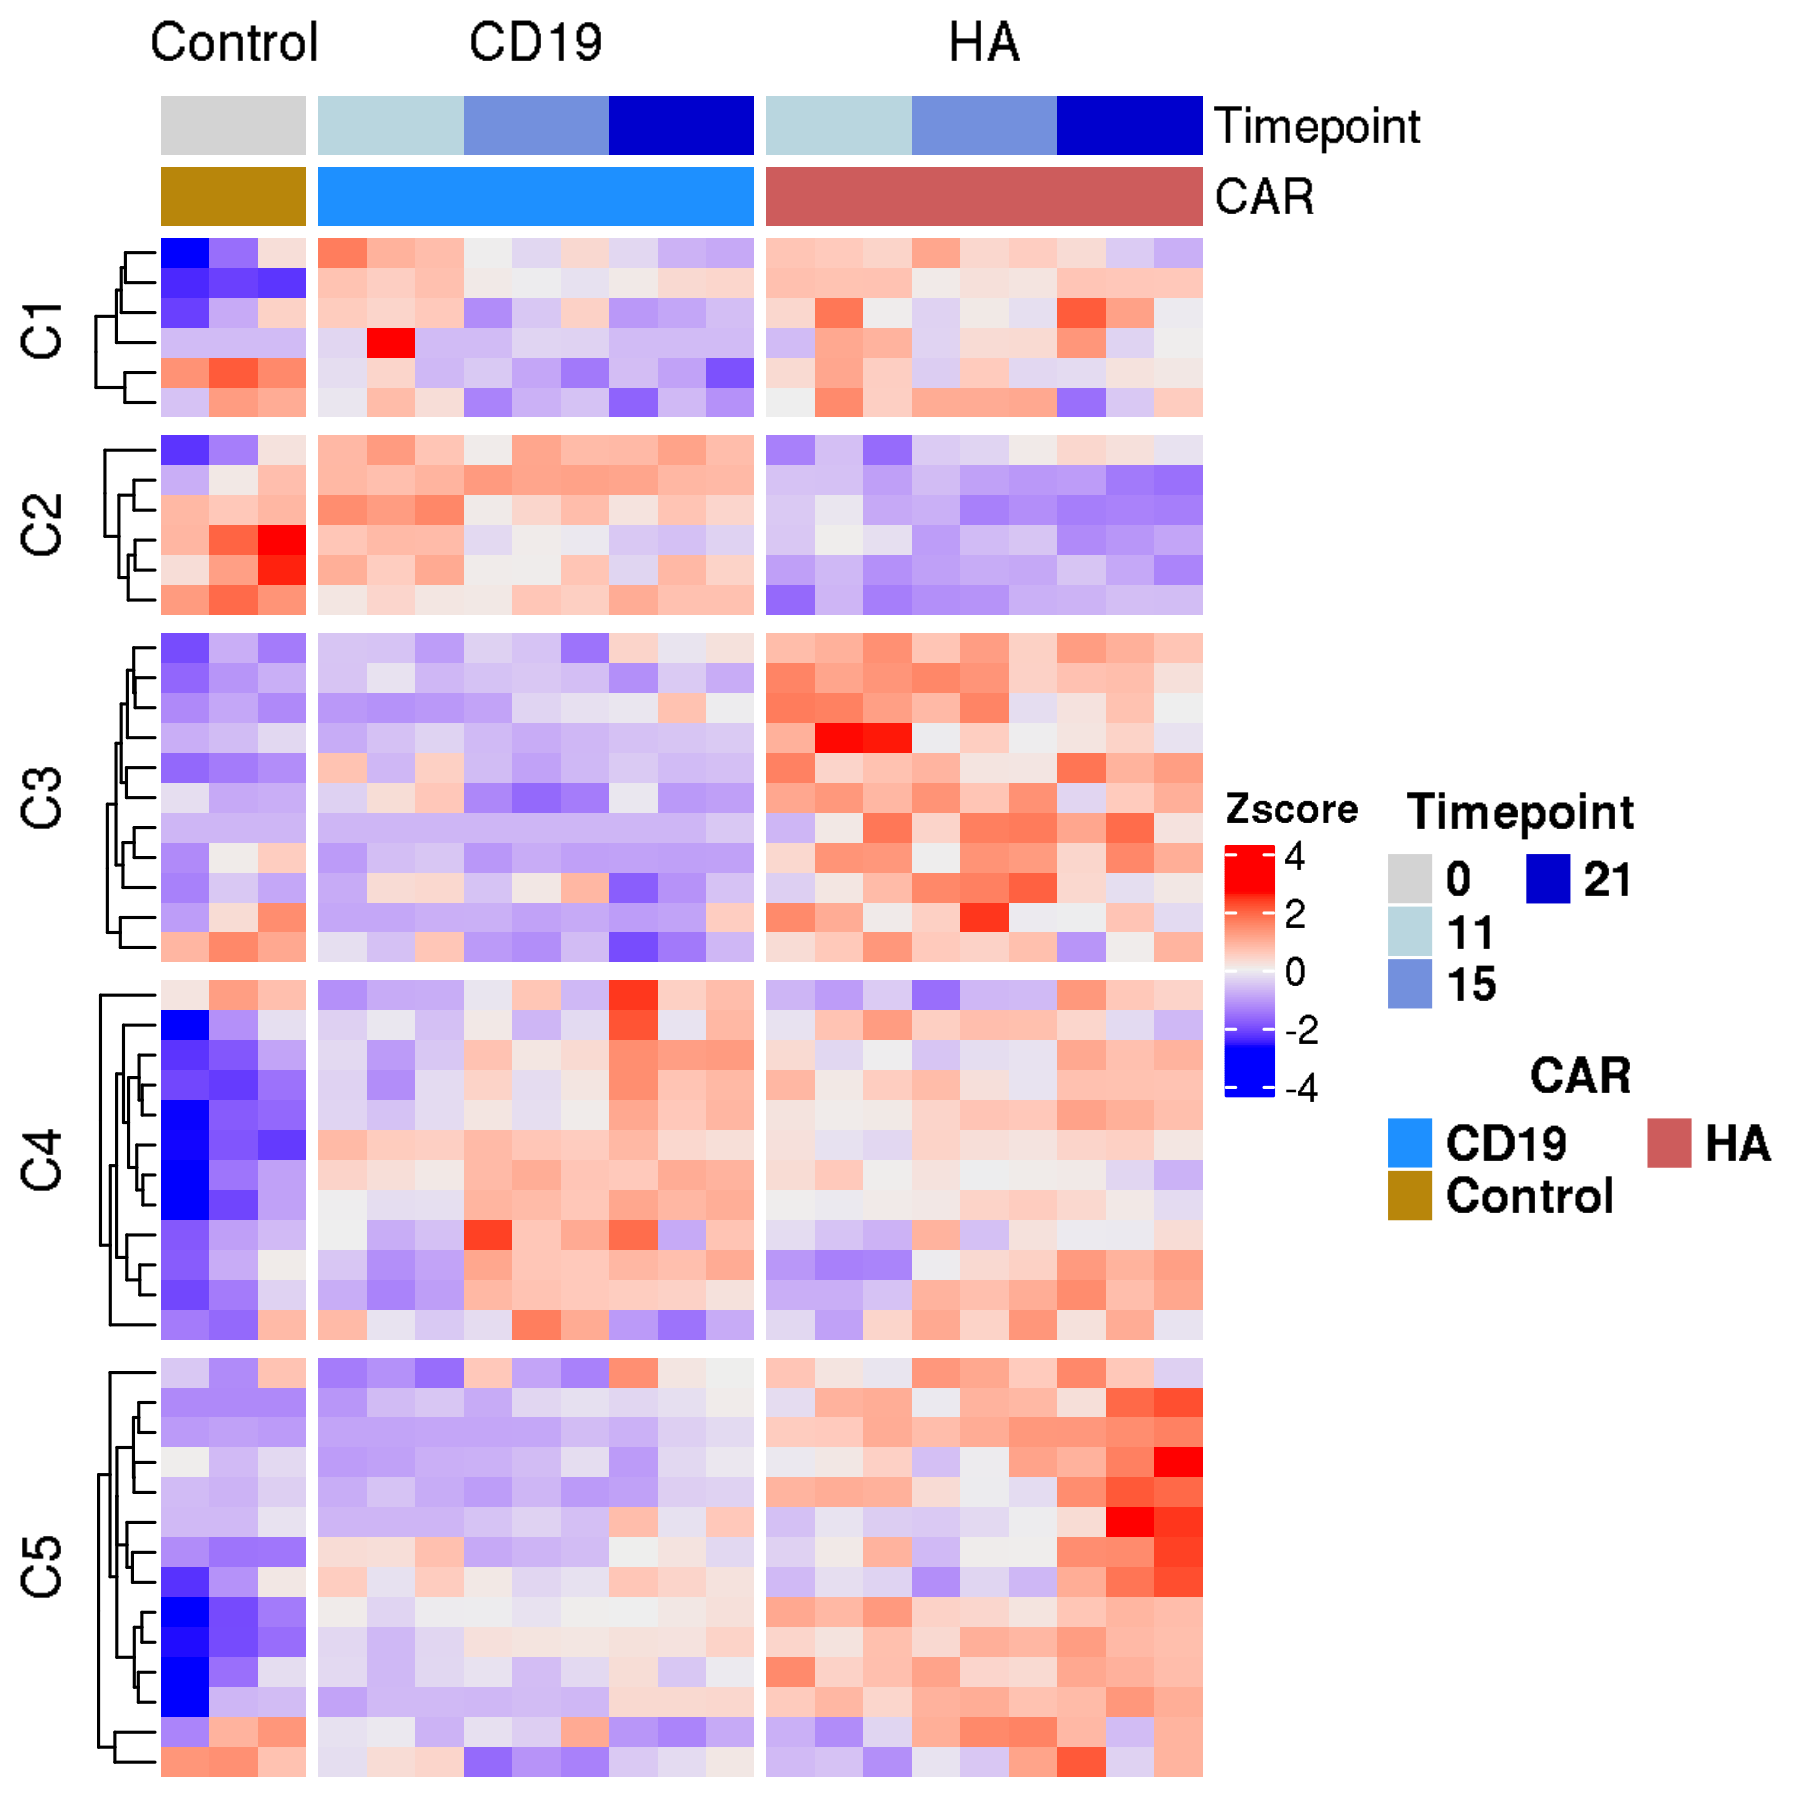 Control CD19 HA
Timepoint
CAR
C1
C2
C3
C4
C5
Zscore
4
2
0
-2
-4
Timepoint
0 21
11
15
CAR
CD19 HA
Control